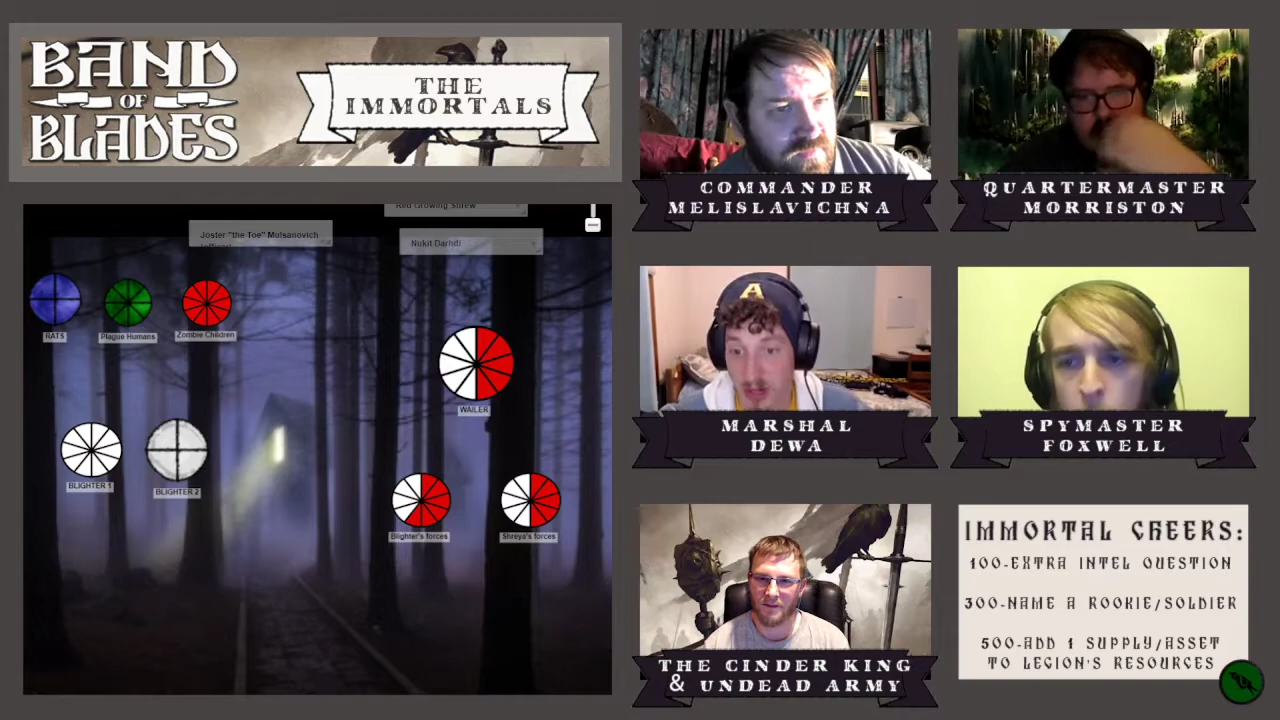 BAND
OF
BLADES
THE
IMMORTALS
COMMANDER
MELISLAVICHNA
QUARTERMASTER
MORRISTON
Red Growing Shrew
Joster "the Toe" Mulsanovich
Nukit Darhdi
RATS
Plague Humans
Zombie Children
WAILER
BLIGHTER 1
BLIGHTER 2
Blighter's forces
Shreya's forces
A
MARSHAL
DEWA
SPYMASTER
FOXWELL
THE CINDER KING
& UNDEAD ARMY
IMMORTAL CHEERS:
100-EXTRA INTEL QUESTION
300-NAME A ROOKIE/SOLDIER
500-ADD 1 SUPPLY/ASSET
TO LEGION'S RESOURCES